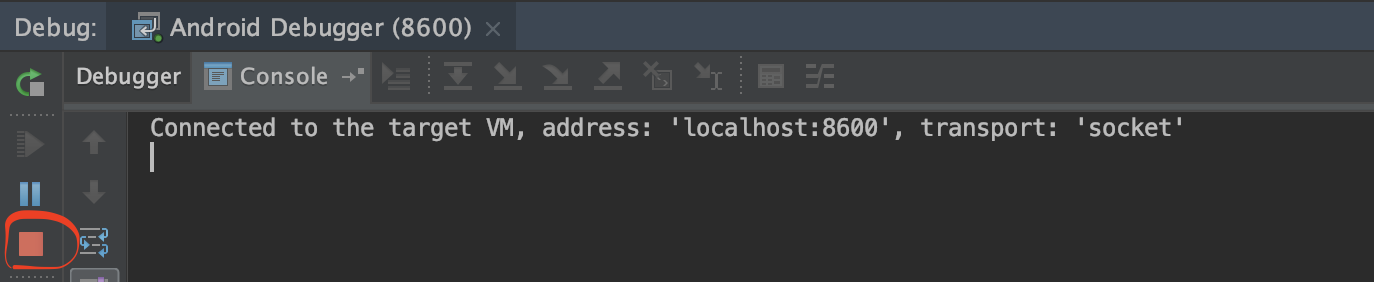 Debug: Android Debugger (8600)
Debugger Console
Connected to the target VM, address: 'localhost:8600', transport: 'socket'